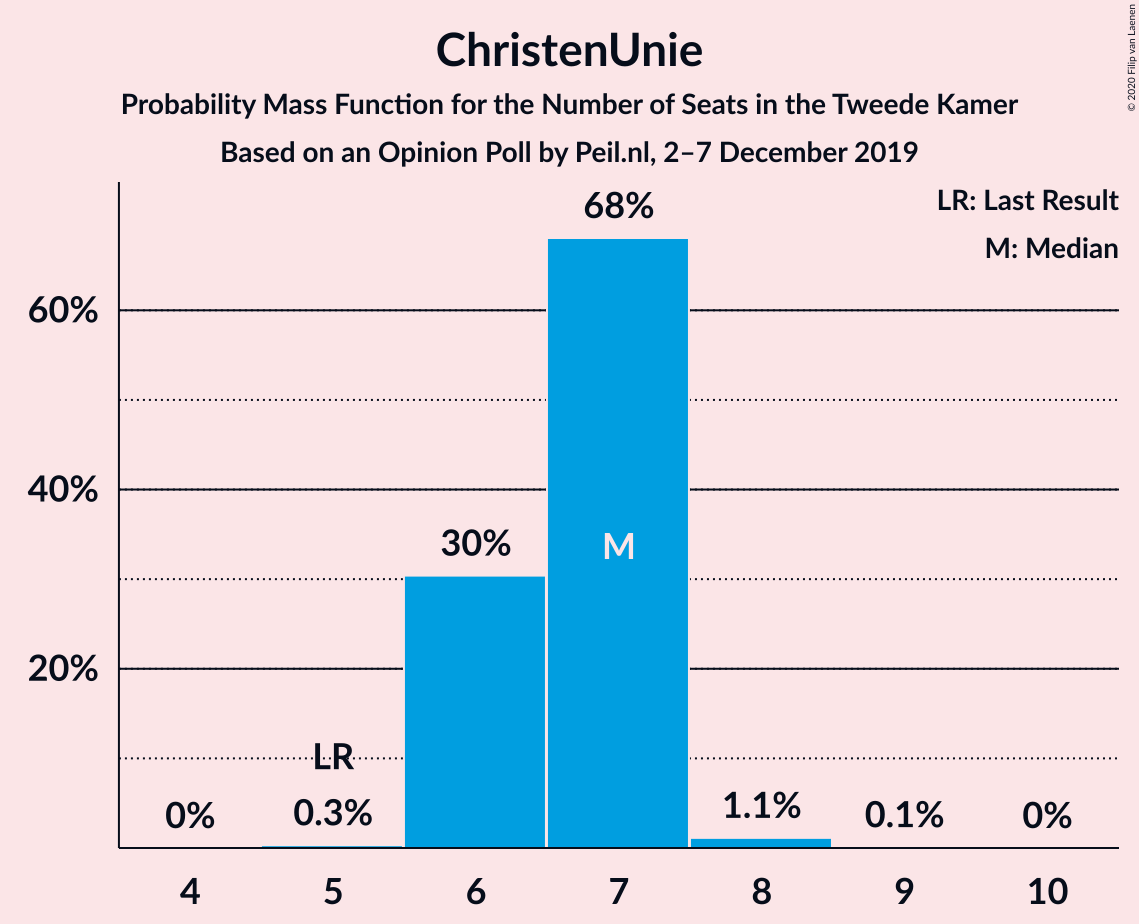 ChristenUnie
Probability Mass Function for the Number of Seats in the Tweede Kamer
Based on an Opinion Poll by Peil.nl, 2–7 December 2019
© 2020 Filip van Laenen
LR: Last Result
M: Median
68%
60%
40%
30%
M
20%
LR
0%
0.3%
1.1%
0.1%
0%
4 5 6 7 8 9 10